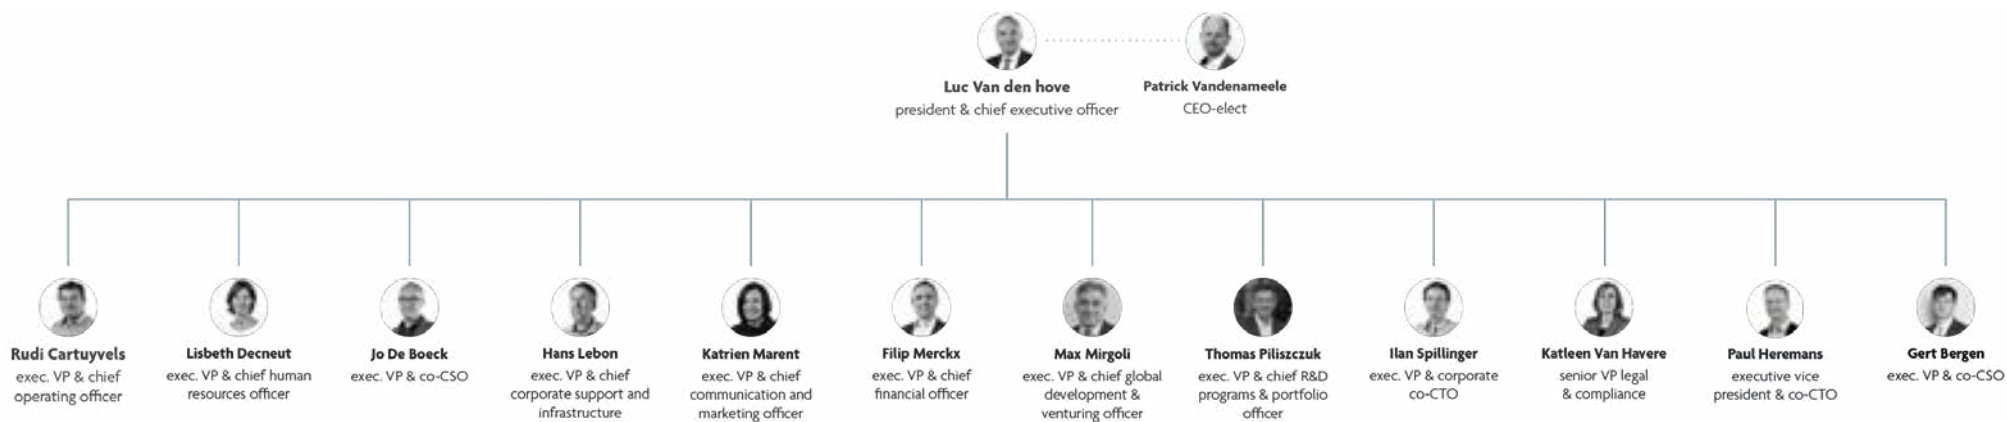 Luc Van den hove
president & chief executive officer
Patrick Vandenameele
CEO-elect
Rudi Cartuyvels
exec. VP & chief
operating officer
Lisbeth Decneut
exec. VP & chief human
resources officer
Jo De Boeck
exec. VP & co-CSO
Hans Lebon
exec. VP & chief
corporate support and
infrastructure
Katrien Marent
exec. VP & chief
communication and
marketing officer
Filip Merckx
exec. VP & chief
financial officer
Max Mirgoli
exec. VP & chief global
development &
venturing officer
Thomas Piliszczuk
exec. VP & chief R&D
programs & portfolio
officer
Ilan Spillinger
exec. VP & corporate
co-CTO
Katleen Van Havere
senior VP legal
& compliance
Paul Heremans
executive vice
president & co-CTO
Gert Bergen
exec. VP & co-CSO